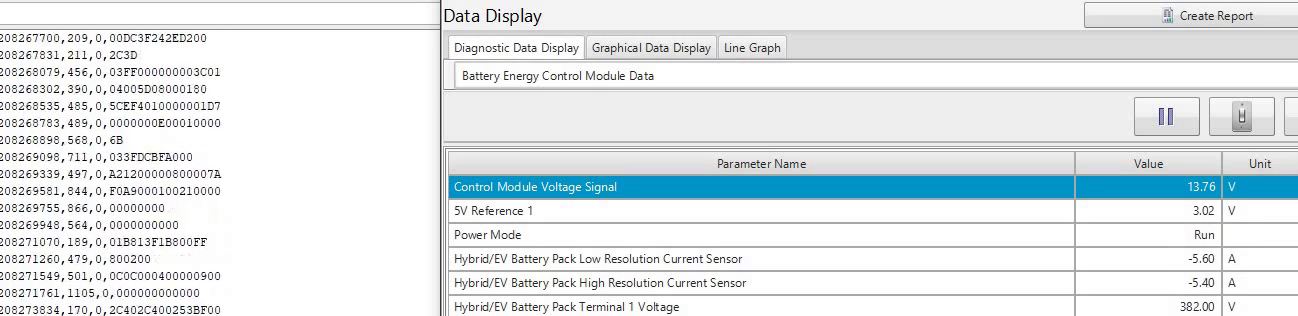 208267700,209,0,00DC3F242ED200
208267831,211,0,2C3D
208268079,456,0,03FF000000003C01
208268302,390,0,04005D08000180
208268535,485,0,5CEF4010000001D7
208268783,489,0,0000000E00010000
208268898,568,0,6B
208269098,711,0,033FDCBFA000
208269339,497,0,A21200000800007A
208269581,844,0,F0A9000100210000
208269755,866,0,00000000
208269948,564,0,0000000000
208271070,189,0,01B813F1B800FF
208271260,479,0,800200
208271549,501,0,0C0C000400000900
208271761,1105,0,000000000000
208273834,170,0,2C402C400253BF00
Data Display
Create Report
Diagnostic Data Display Graphical Data Display Line Graph
Battery Energy Control Module Data
Parameter Name Value Unit
Control Module Voltage Signal 13.76 V
5V Reference 1 3.02 V
Power Mode Run
Hybrid/EV Battery Pack Low Resolution Current Sensor -5.60 A
Hybrid/EV Battery Pack High Resolution Current Sensor -5.40 A
Hybrid/EV Battery Pack Terminal 1 Voltage 382.00 V